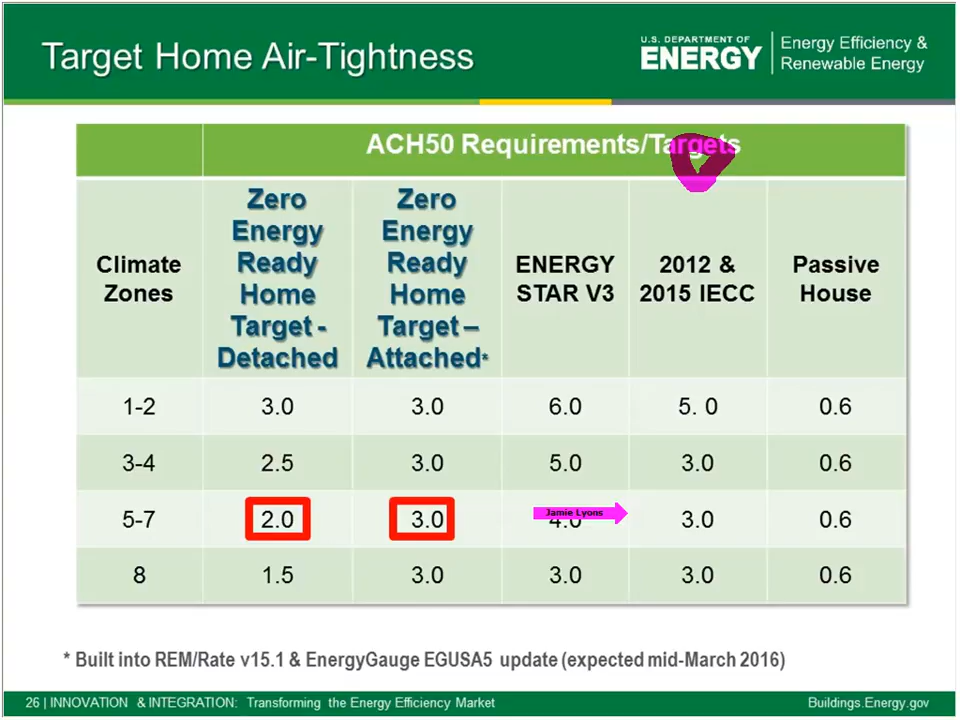 Target Home Air-Tightness
U.S. DEPARTMENT OF
ENERGY
Energy Efficiency &
Renewable Energy
ACH50 Requirements/Targets
Climate
Zones
Zero
Energy
Ready
Home
Target -
Detached
Zero
Energy
Ready
Home
Target –
Attached*
ENERGY
STAR V3
2012 &
2015 IECC
Passive
House
1-2 3.0 3.0 6.0 5. 0 0.6
3-4 2.5 3.0 5.0 3.0 0.6
5-7 2.0 3.0 4.0 3.0 0.6
Jamie Lyons
8 1.5 3.0 3.0 3.0 0.6
* Built into REM/Rate v15.1 & EnergyGauge EGUSA5 update (expected mid-March 2016)
26 | INNOVATION & INTEGRATION: Transforming the Energy Efficiency Market
Buildings.Energy.gov